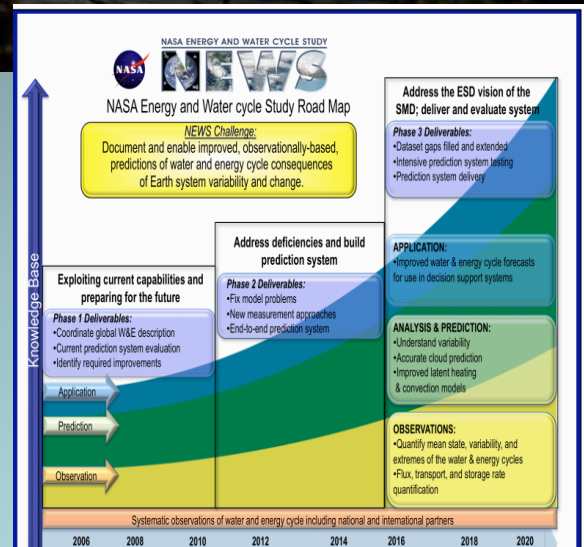 NASA ENERGY AND WATER CYCLE STUDY
NASA
NEWS
NASA Energy and Water cycle Study Road Map
NEWS Challenge:
Document and enable improved, observationally-based,
predictions of water and energy cycle consequences
of Earth system variability and change.
Address the ESD vision of the
SMD; deliver and evaluate system
Phase 3 Deliverables:
•Dataset gaps filled and extended
•Intensive prediction system testing
•Prediction system delivery
Address deficiencies and build
prediction system
Phase 2 Deliverables:
•Fix model problems
•New measurement approaches
•End-to-end prediction system
Exploiting current capabilities and
preparing for the future
Phase 1 Deliverables:
•Coordinate global W&E description
•Current prediction system evaluation
•Identify required improvements
Knowledge Base
Application
Prediction
Observation
APPLICATION:
•Improved water & energy cycle forecasts
for use in decision support systems
ANALYSIS & PREDICTION:
•Understand variability
•Accurate cloud prediction
•Improved latent heating
& convection models
OBSERVATIONS:
•Quantify mean state, variability, and
extremes of the water & energy cycles
•Flux, transport, and storage rate
quantification
Systematic observations of water and energy cycle including national and international partners
2006 2008 2010 2012 2014 2016 2018 2020